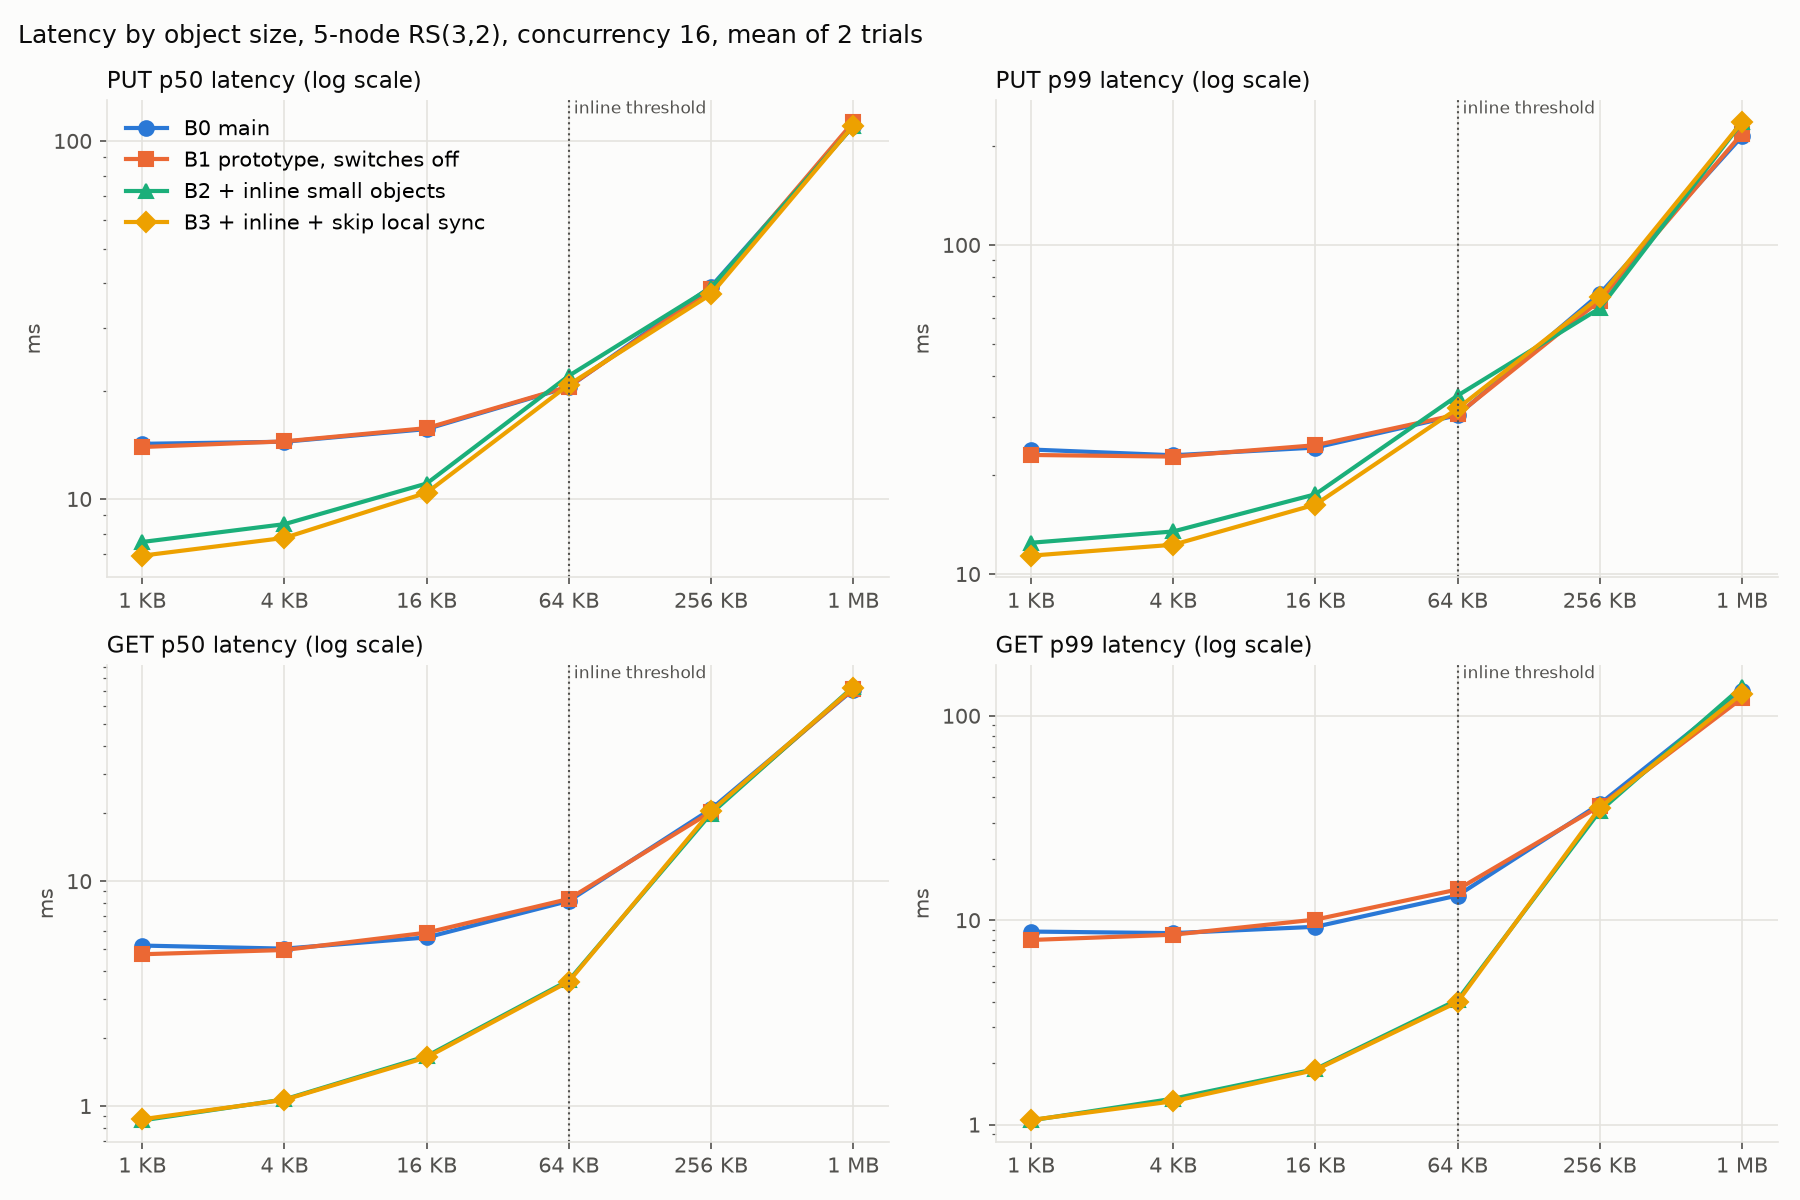 Latency by object size, 5-node RS(3,2), concurrency 16, mean of 2 trials
PUT p50 latency (log scale)
inline threshold
B0 main
B1 prototype, switches off
B2 + inline small objects
B3 + inline + skip local sync
100
10
ms
1 KB
4 KB
16 KB
64 KB
256 KB
1 MB
PUT p99 latency (log scale)
inline threshold
100
10
ms
1 KB
4 KB
16 KB
64 KB
256 KB
1 MB
GET p50 latency (log scale)
inline threshold
10
1
ms
1 KB
4 KB
16 KB
64 KB
256 KB
1 MB
GET p99 latency (log scale)
inline threshold
100
10
1
ms
1 KB
4 KB
16 KB
64 KB
256 KB
1 MB